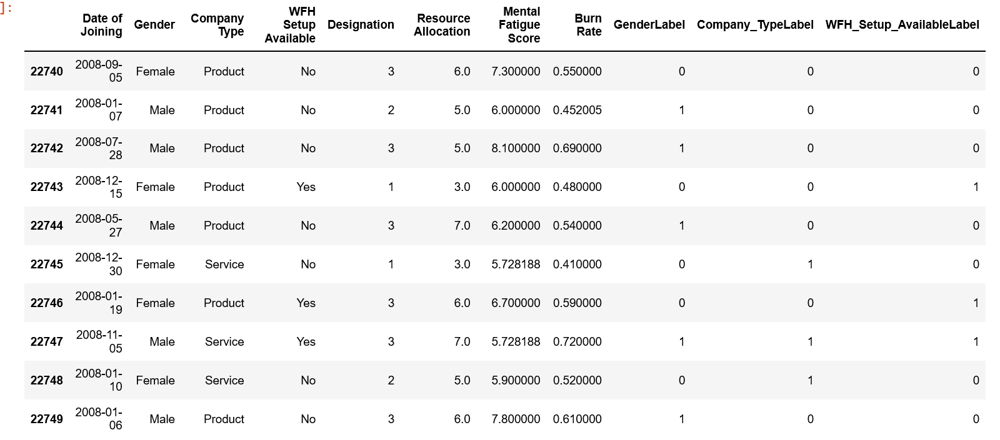 ]:
Date of Joining Gender Company Type WFH Setup Available Designation Resource Allocation Mental Fatigue Score Burn Rate GenderLabel Company_TypeLabel WFH_Setup_AvailableLabel
22740 2008-09-05 Female Product No 3 6.0 7.300000 0.550000 0 0 0
22741 2008-01-07 Male Product No 2 5.0 6.000000 0.452005 1 0 0
22742 2008-07-28 Male Product No 3 5.0 8.100000 0.690000 1 0 0
22743 2008-12-15 Female Product Yes 1 3.0 6.000000 0.480000 0 0 1
22744 2008-05-27 Male Product No 3 7.0 6.200000 0.540000 1 0 0
22745 2008-12-30 Female Service No 1 3.0 5.728188 0.410000 0 1 0
22746 2008-01-19 Female Product Yes 3 6.0 6.700000 0.590000 0 0 1
22747 2008-11-05 Male Service Yes 3 7.0 5.728188 0.720000 1 1 1
22748 2008-01-10 Female Service No 2 5.0 5.900000 0.520000 0 1 0
22749 2008-01-06 Male Product No 3 6.0 7.800000 0.610000 1 0 0